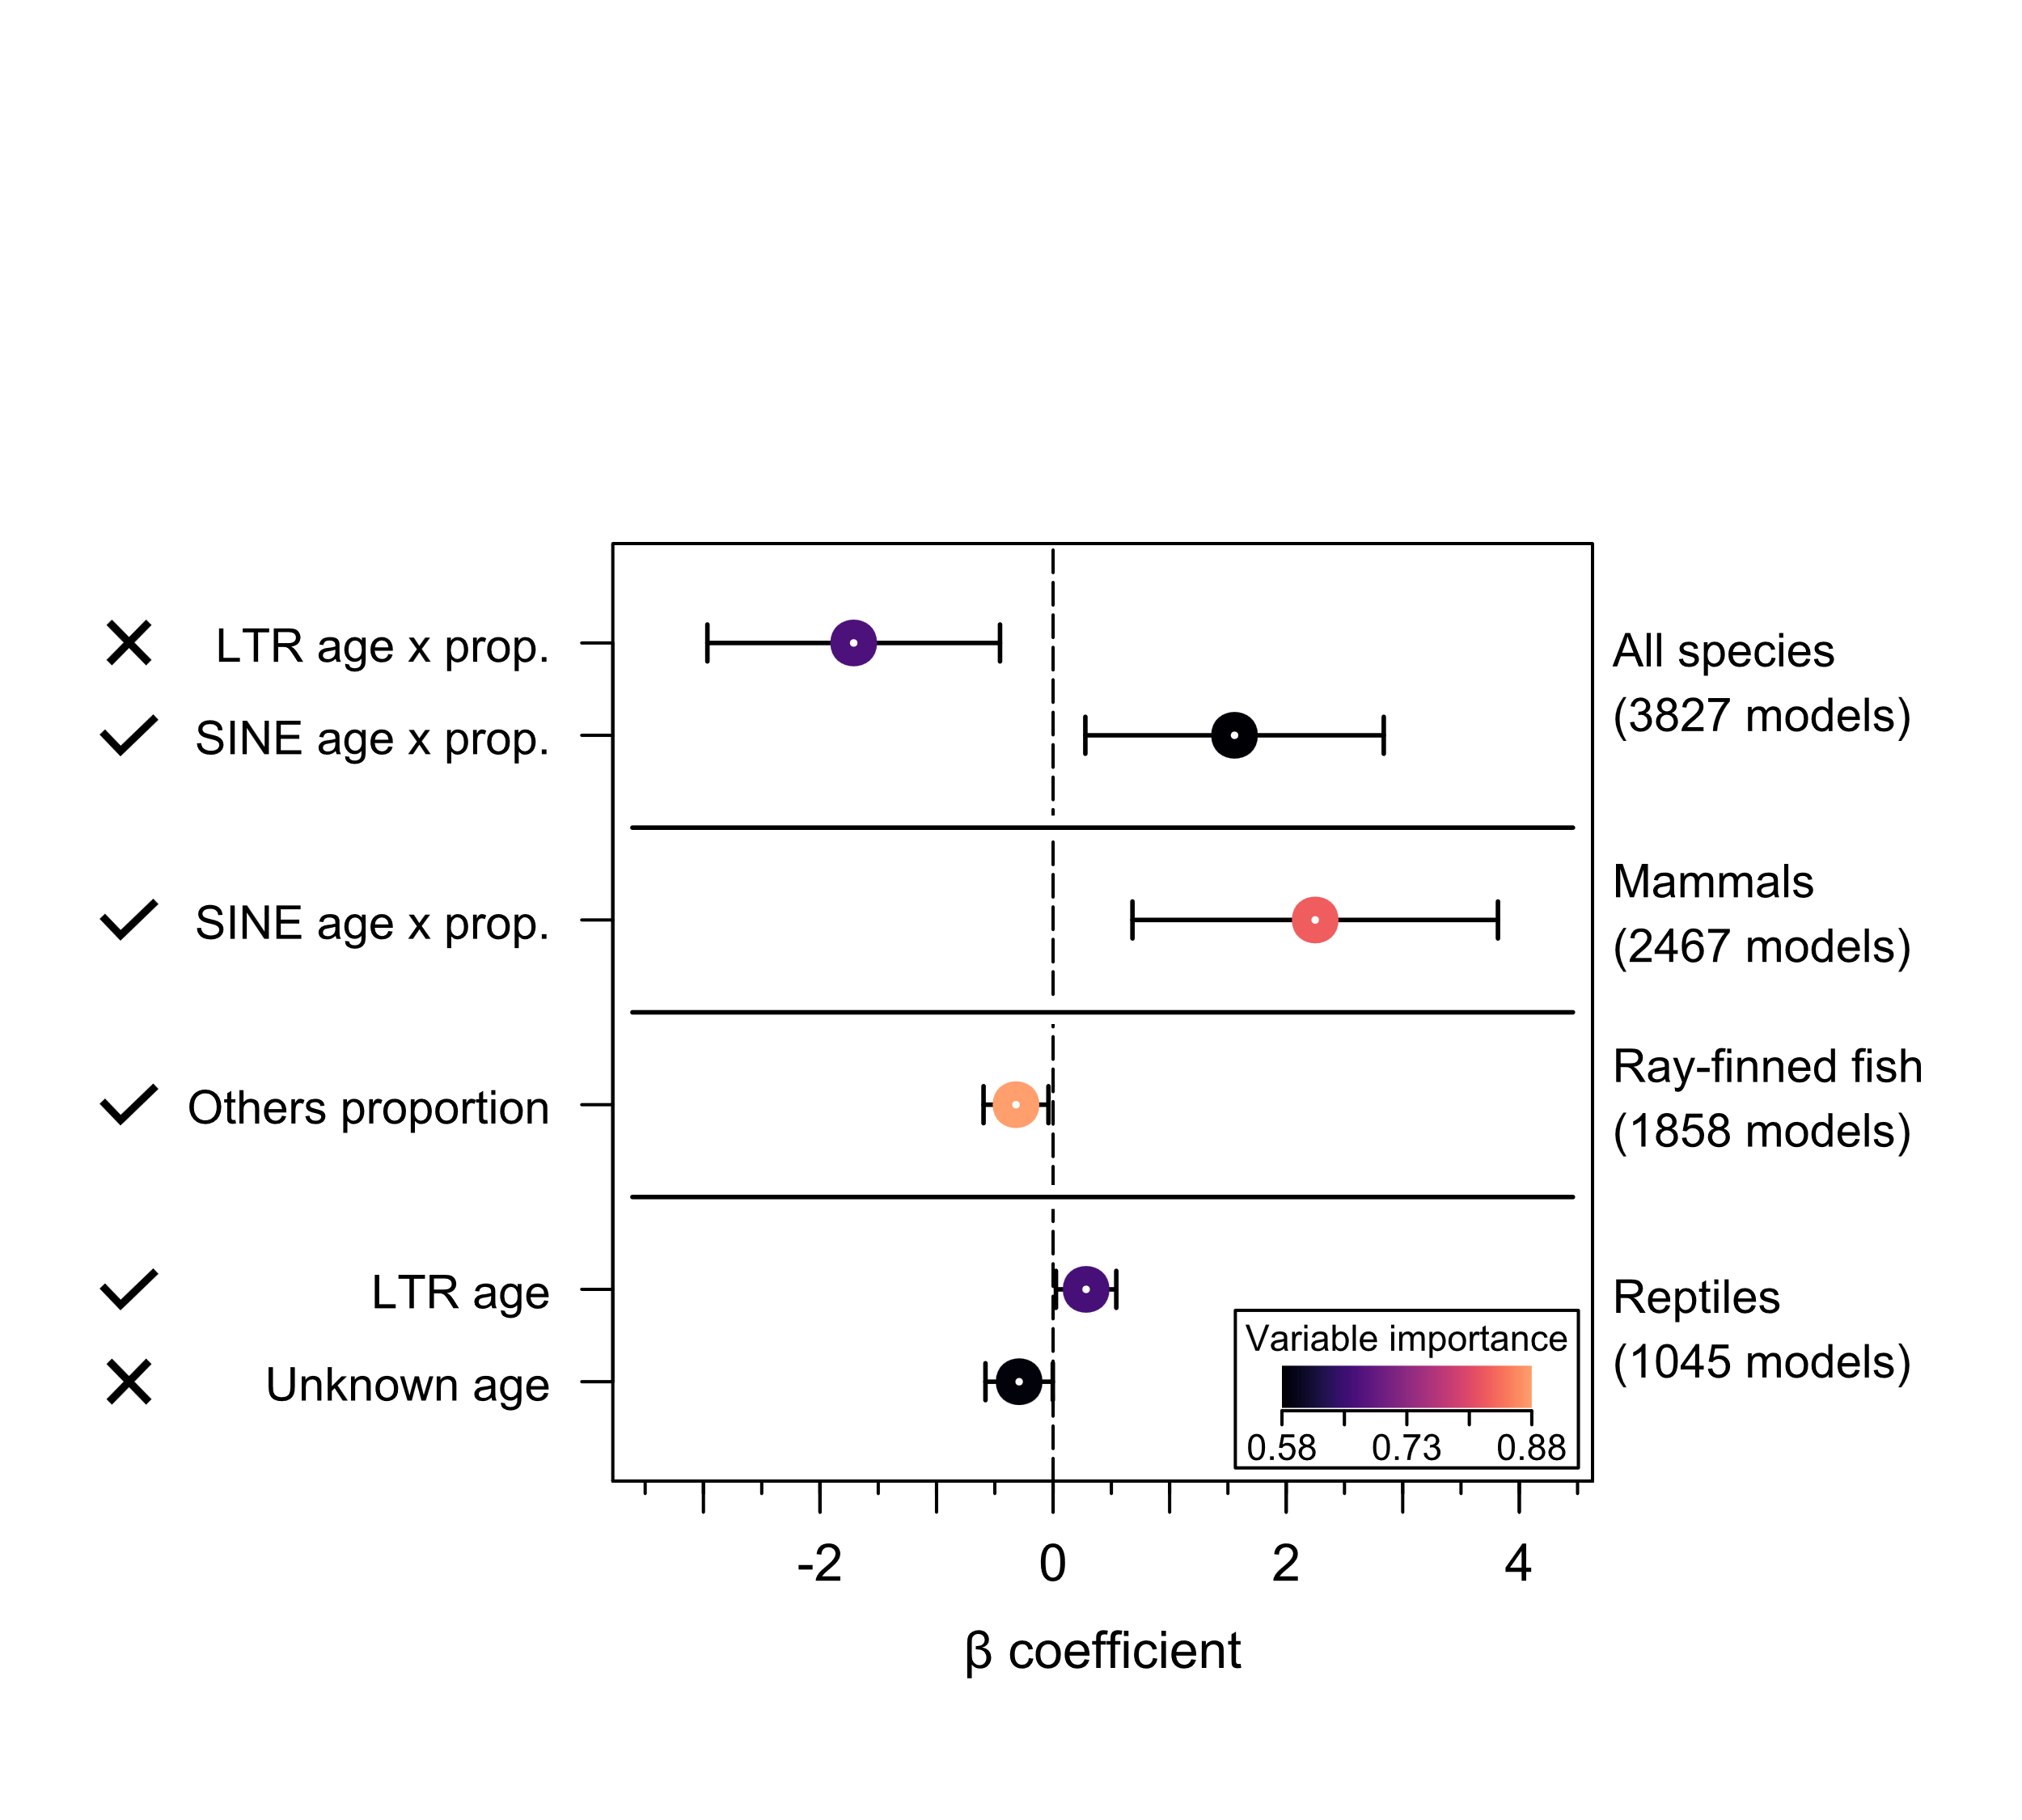 LTR age x prop.
SINE age x prop.
All species
(3827 models)
SINE age x prop.
Mammals
(2467 models)
Others proportion
Ray-finned fish
(1858 models)
LTR age
Unknown age
Reptiles
(1045 models)
Variable importance
0.58 0.73 0.88
-2 0 2 4
β coefficient